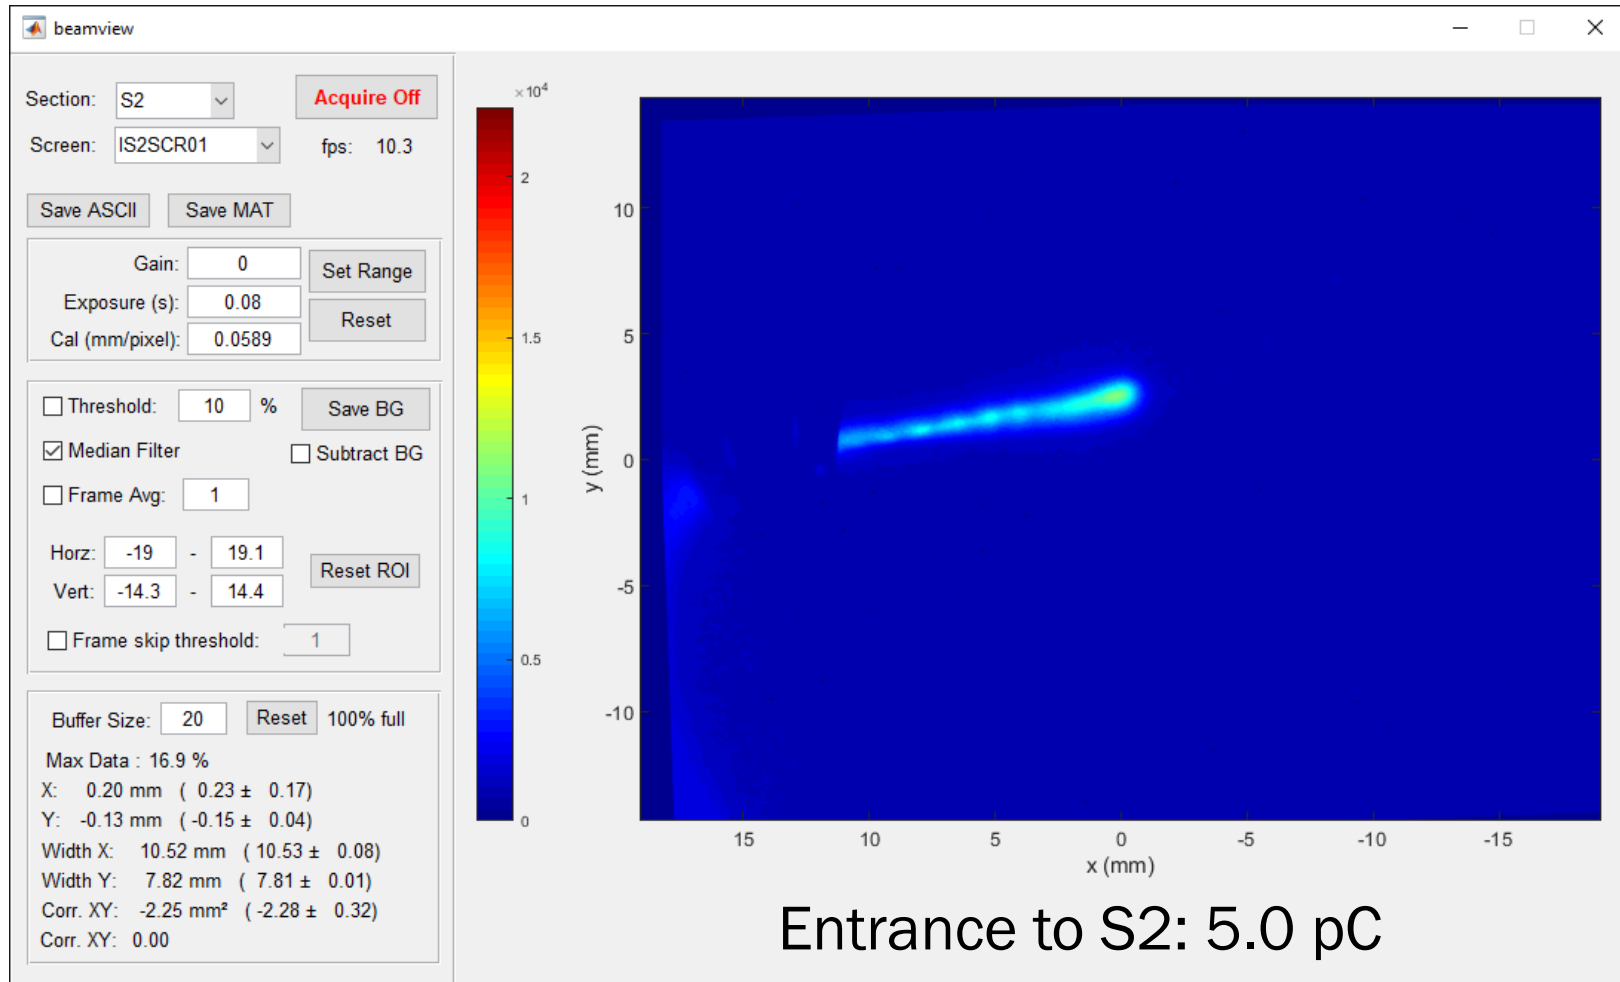 beamview
Section: S2 Acquire Off
Screen: IS2SCR01 fps: 10.3
Save ASCII Save MAT
Gain: 0 Set Range
Exposure (s): 0.08
Reset
Cal (mm/pixel): 0.0589
Threshold: 10 % Save BG
Median Filter Subtract BG
Frame Avg: 1
Horz: -19 - 19.1
Reset ROI
Vert: -14.3 - 14.4
Frame skip threshold: 1
Buffer Size: 20 Reset 100% full
Max Data : 16.9 %
X: 0.20 mm ( 0.23 ± 0.17)
Y: -0.13 mm ( -0.15 ± 0.04)
Width X: 10.52 mm ( 10.53 ± 0.08)
Width Y: 7.82 mm ( 7.81 ± 0.01)
Corr. XY: -2.25 mm² ( -2.28 ± 0.32)
Corr. XY: 0.00
×10⁴
2
1.5
1
0.5
0
10
5
0
-5
-10
y (mm)
15 10 5 0 -5 -10 -15
x (mm)
Entrance to S2: 5.0 pC